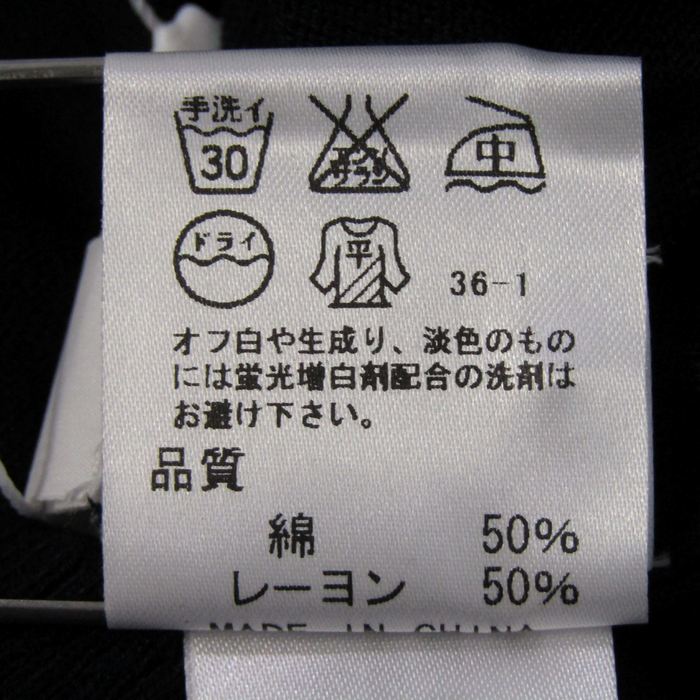 手洗イ
30
エンソ
サラシ
中
ドライ
平
36-1
オフ白や生成り、淡色のもの
には蛍光増白剤配合の洗剤は
お避け下さい。
品質
綿 50%
レーヨン 50%
MADE IN CHINA